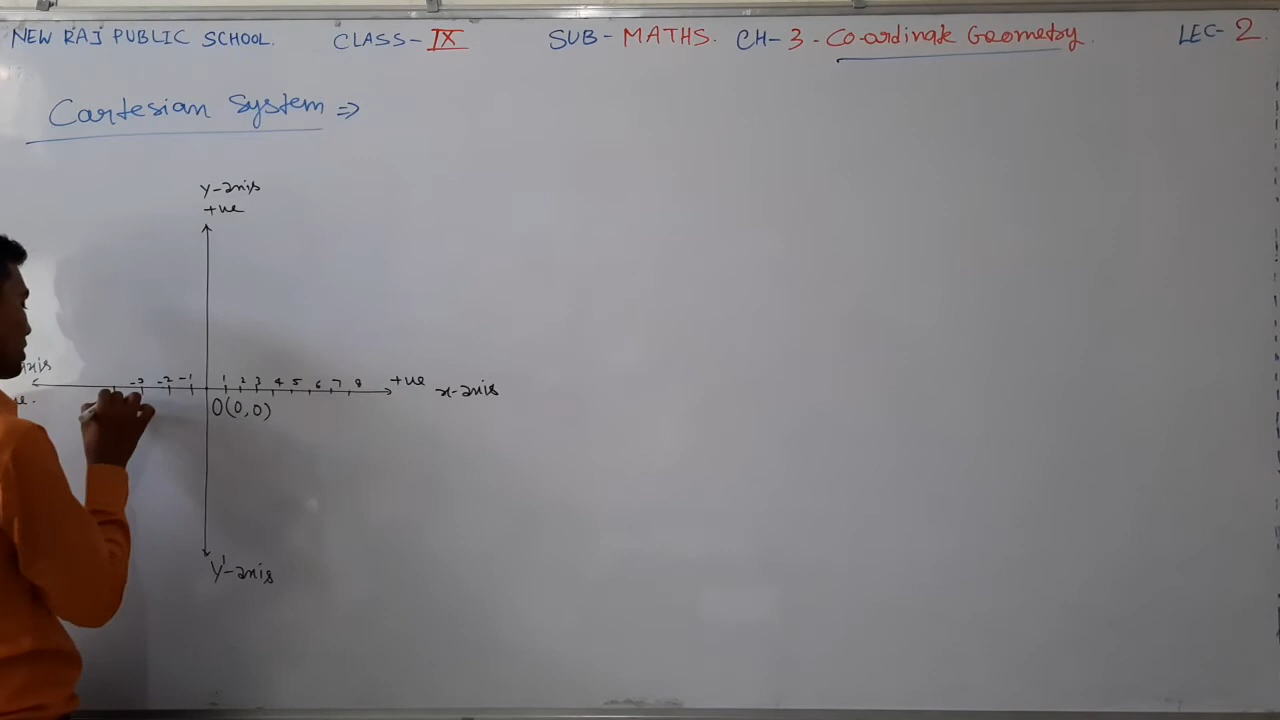 NEW RAJ PUBLIC SCHOOL. CLASS-IX SUB-MATHS. CH-3-Co-ordinate Geometry. LEC-2.
Cartesian System ⇒
Y-axis
+ve
axis
-3 -2 -1 1 2 3 4 5 6 7 8 +ve x-axis
O(0,0)
Y'-axis